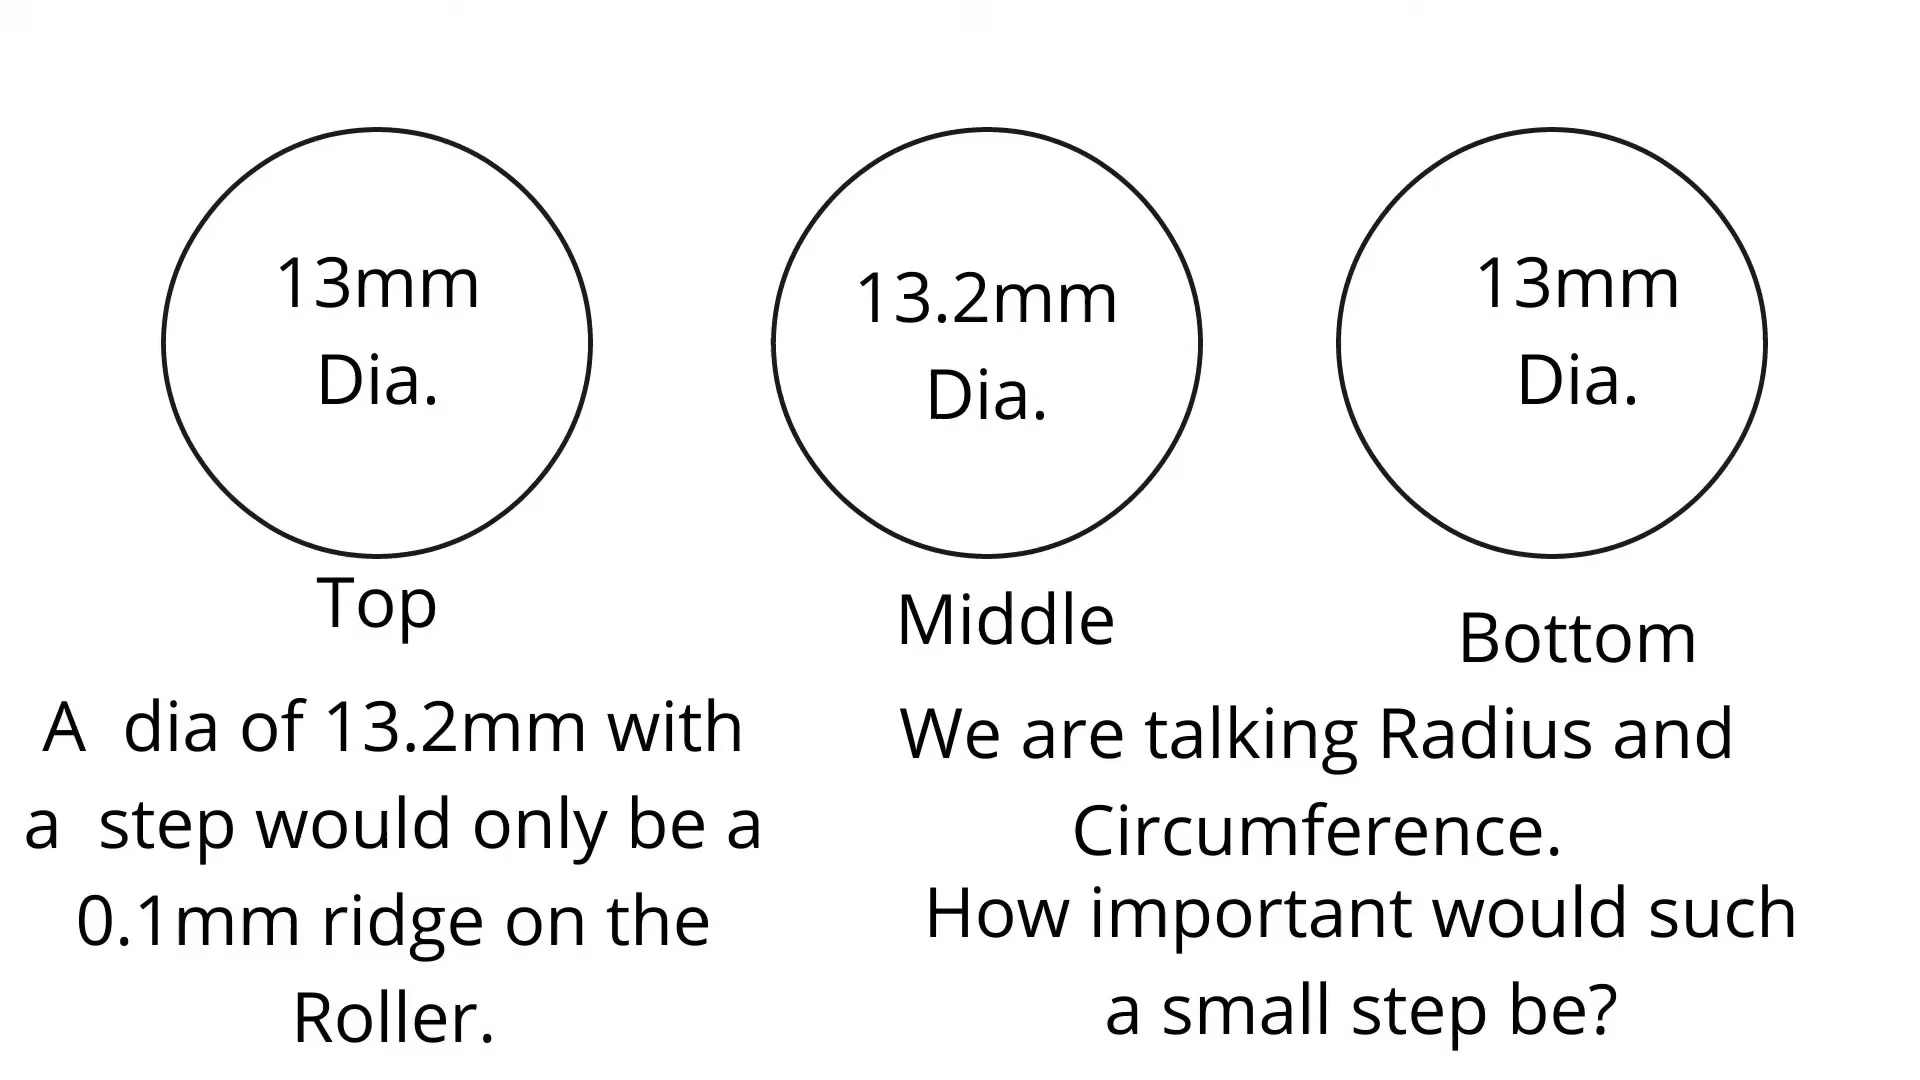 13mm
Dia.
Top
13.2mm
Dia.
Middle
13mm
Dia.
Bottom
A dia of 13.2mm with
a step would only be a
0.1mm ridge on the
Roller.
We are talking Radius and
Circumference.
How important would such
a small step be?